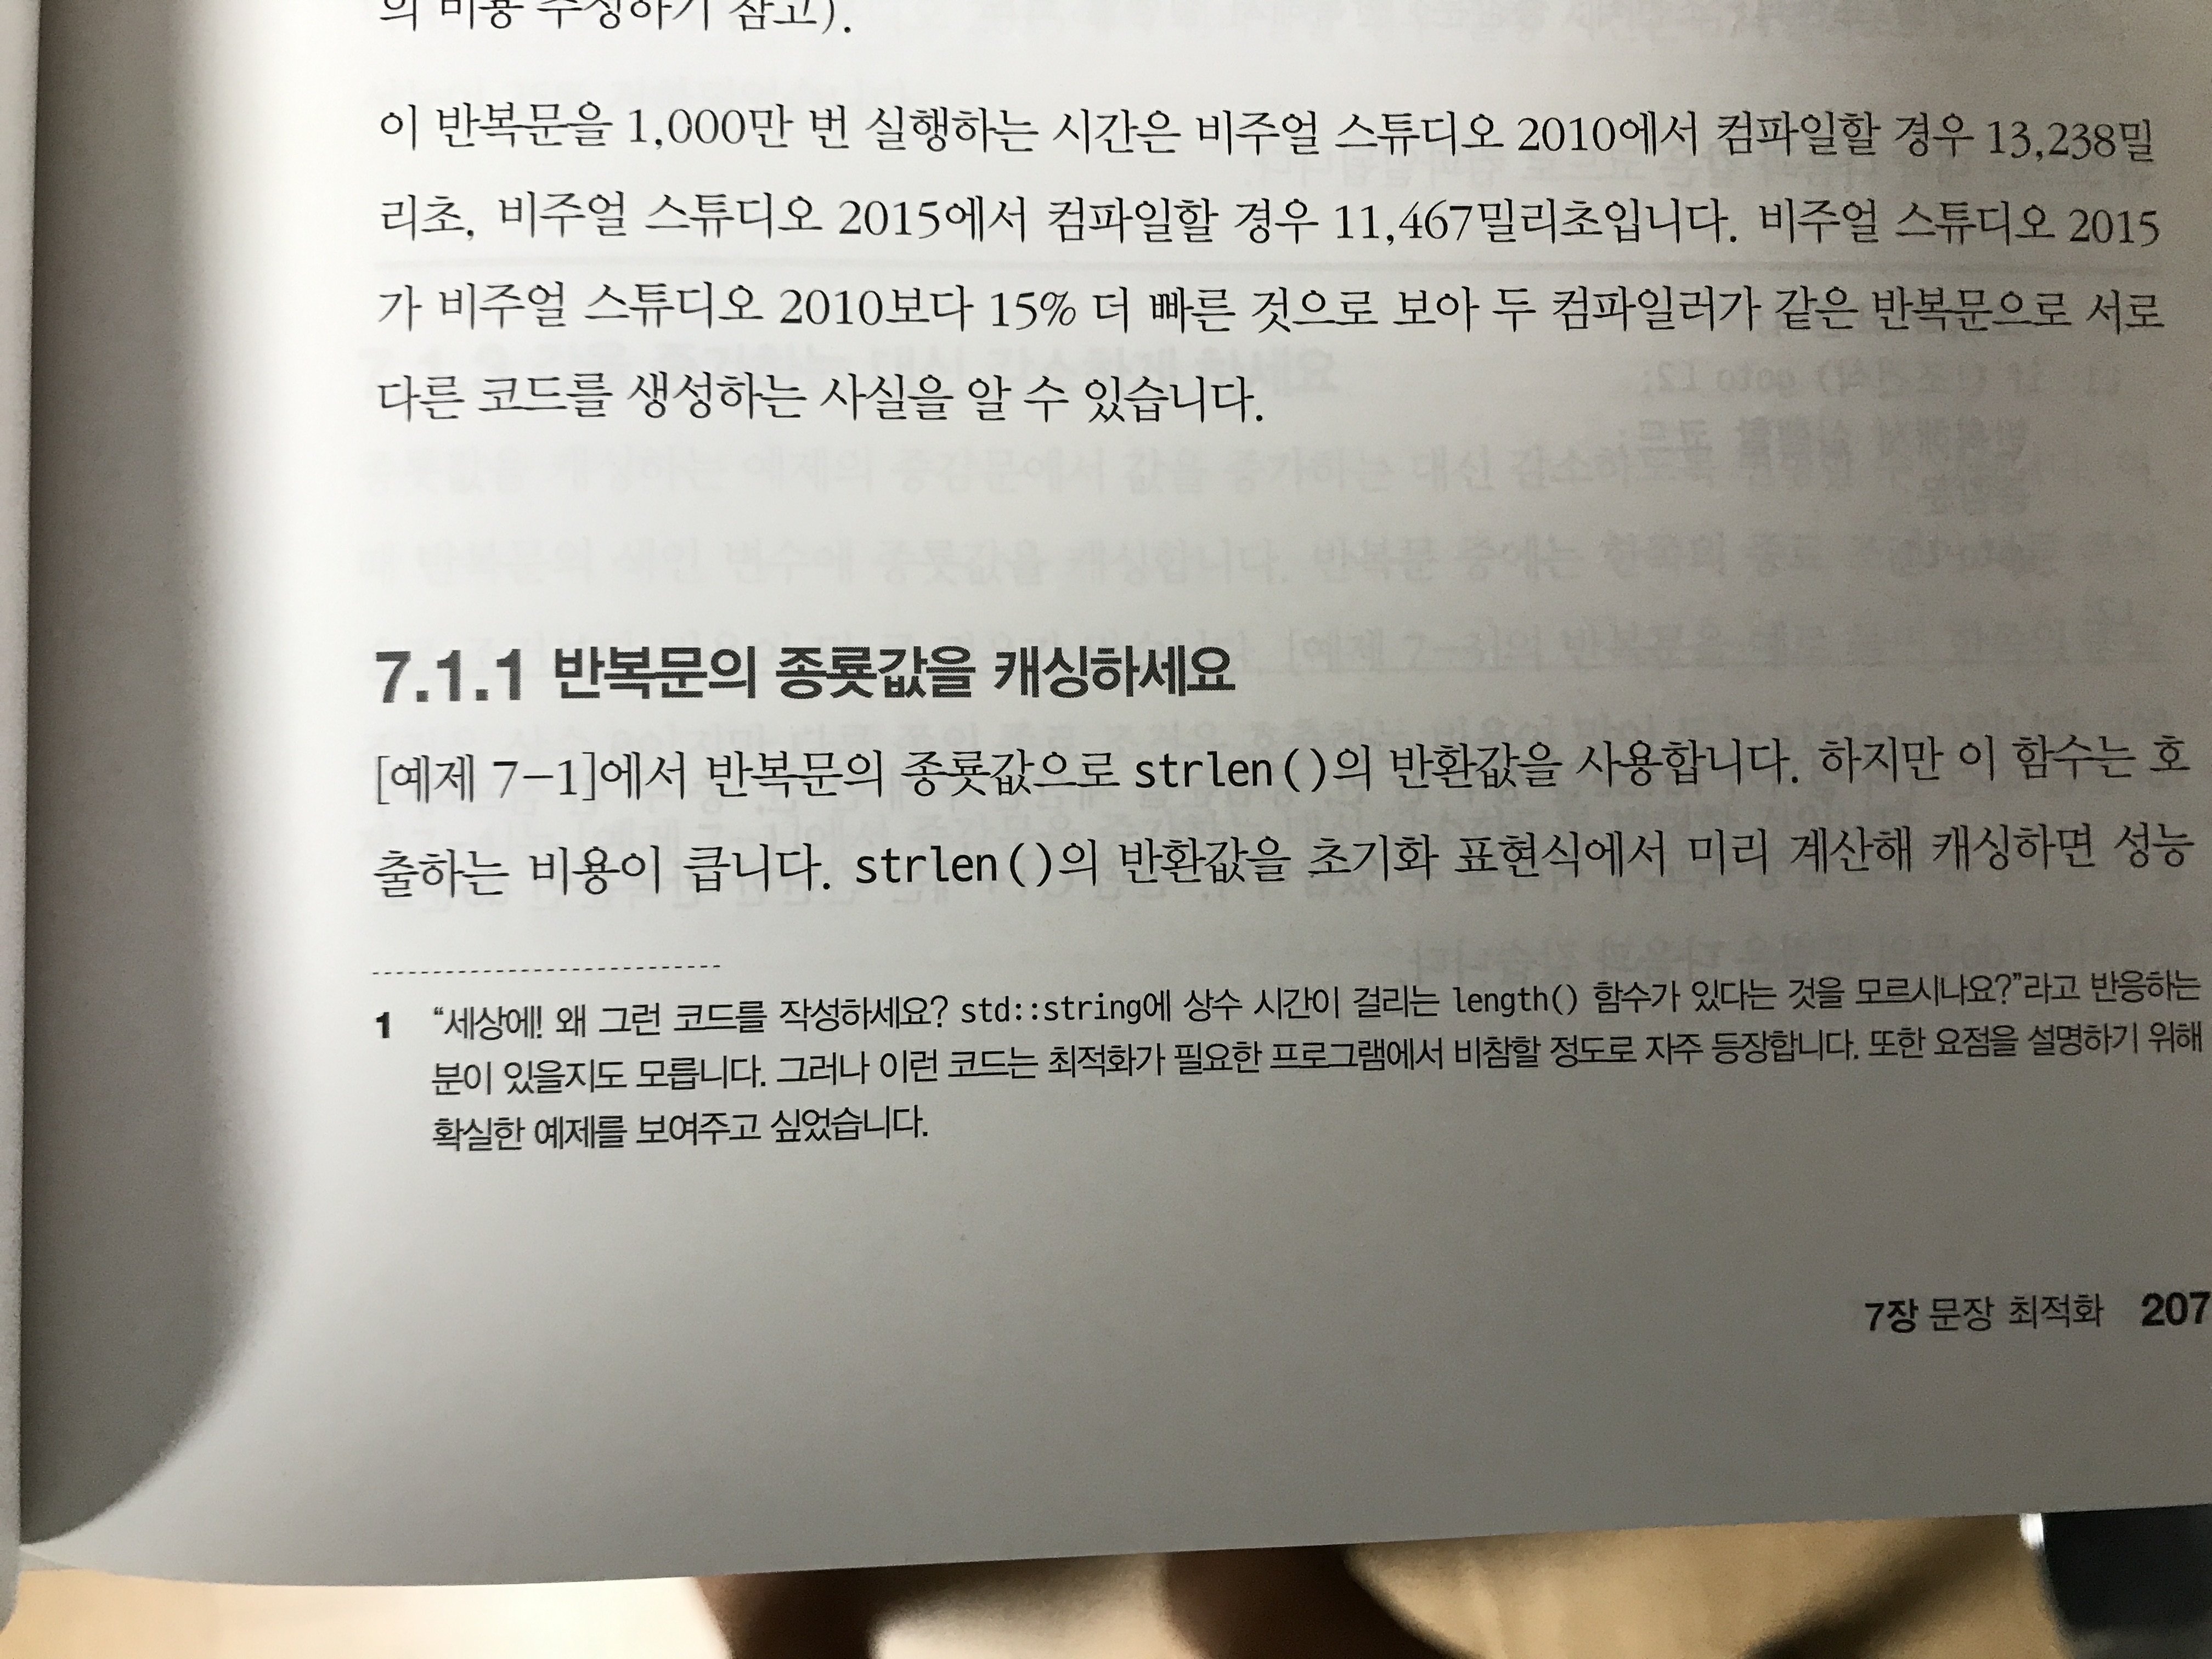 의 비용 추정하기 참고).
이 반복문을 1,000만 번 실행하는 시간은 비주얼 스튜디오 2010에서 컴파일할 경우 13,238밀
리초, 비주얼 스튜디오 2015에서 컴파일할 경우 11,467밀리초입니다. 비주얼 스튜디오 2015
가 비주얼 스튜디오 2010보다 15% 더 빠른 것으로 보아 두 컴파일러가 같은 반복문으로 서로
다른 코드를 생성하는 사실을 알 수 있습니다.
7.1.1 반복문의 종룟값을 캐싱하세요
[예제 7-1]에서 반복문의 종룟값으로 strlen()의 반환값을 사용합니다. 하지만 이 함수는 호
출하는 비용이 큽니다. strlen()의 반환값을 초기화 표현식에서 미리 계산해 캐싱하면 성능
1 “세상에! 왜 그런 코드를 작성하세요? std::string에 상수 시간이 걸리는 length() 함수가 있다는 것을 모르시나요?”라고 반응하는
분이 있을지도 모릅니다. 그러나 이런 코드는 최적화가 필요한 프로그램에서 비참할 정도로 자주 등장합니다. 또한 요점을 설명하기 위해
확실한 예제를 보여주고 싶었습니다.
7장 문장 최적화 207